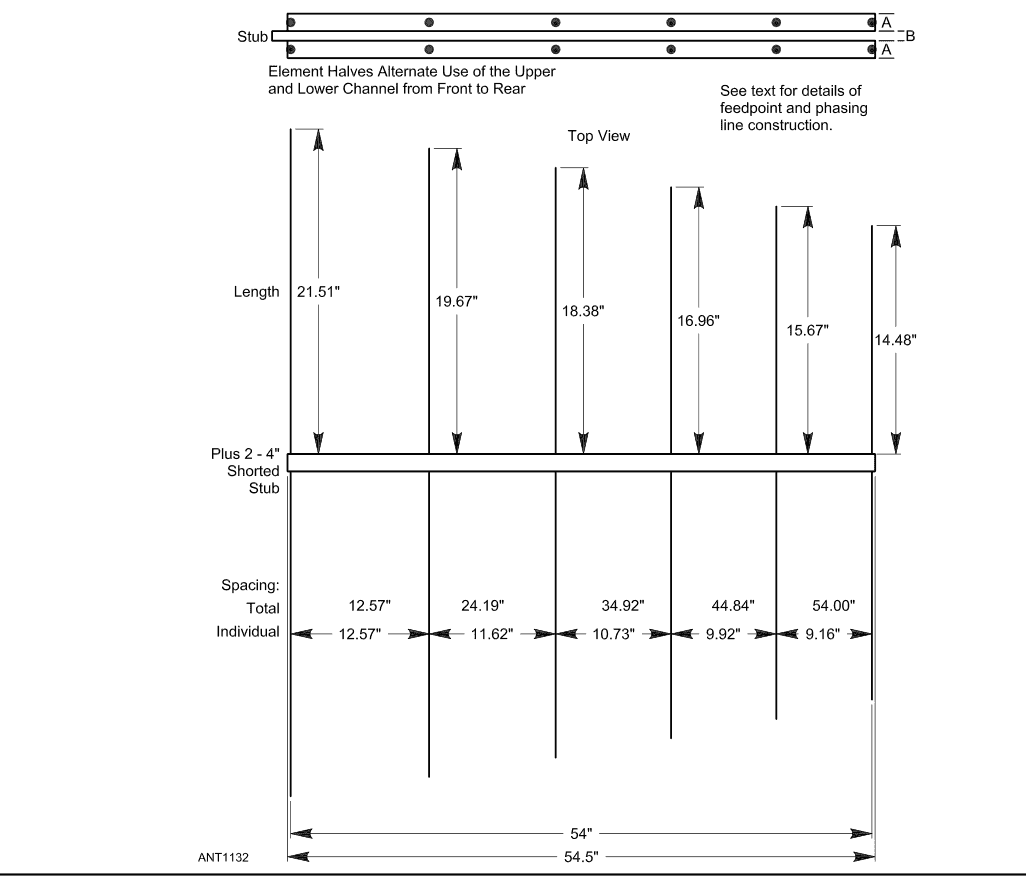 A
Stub
B
A
Element Halves Alternate Use of the Upper
and Lower Channel from Front to Rear
See text for details of
feedpoint and phasing
line construction.
Top View
Length
21.51"
19.67"
18.38"
16.96"
15.67"
14.48"
Plus 2 - 4"
Shorted
Stub
Spacing:
Total 12.57" 24.19" 34.92" 44.84" 54.00"
Individual 12.57" 11.62" 10.73" 9.92" 9.16"
54"
ANT1132
54.5"